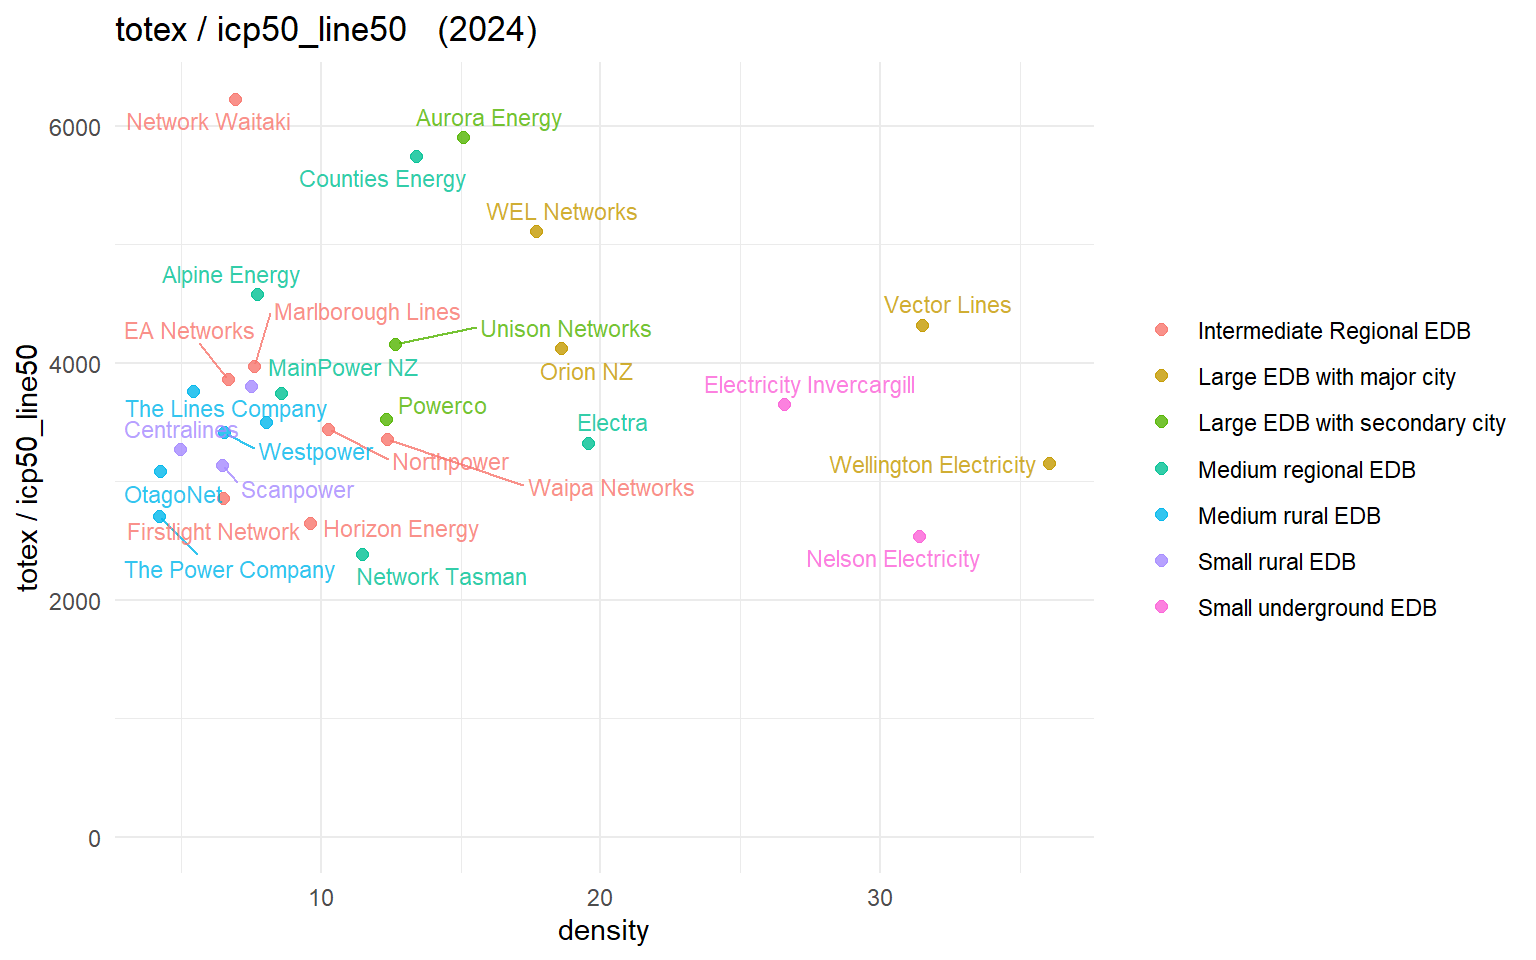 totex / icp50_line50   (2024)
totex / icp50_line50
6000
4000
2000
0
Network Waitaki
Aurora Energy
Counties Energy
WEL Networks
Alpine Energy
Marlborough Lines
Vector Lines
EA Networks
Unison Networks
MainPower NZ
Orion NZ
Electricity Invercargill
The Lines Company
Powerco
Electra
Centralines
Westpower
Northpower
Wellington Electricity
OtagoNet
Scanpower
Waipa Networks
Firstlight Network
Horizon Energy
Nelson Electricity
The Power Company
Network Tasman
10
20
30
density
Intermediate Regional EDB
Large EDB with major city
Large EDB with secondary city
Medium regional EDB
Medium rural EDB
Small rural EDB
Small underground EDB